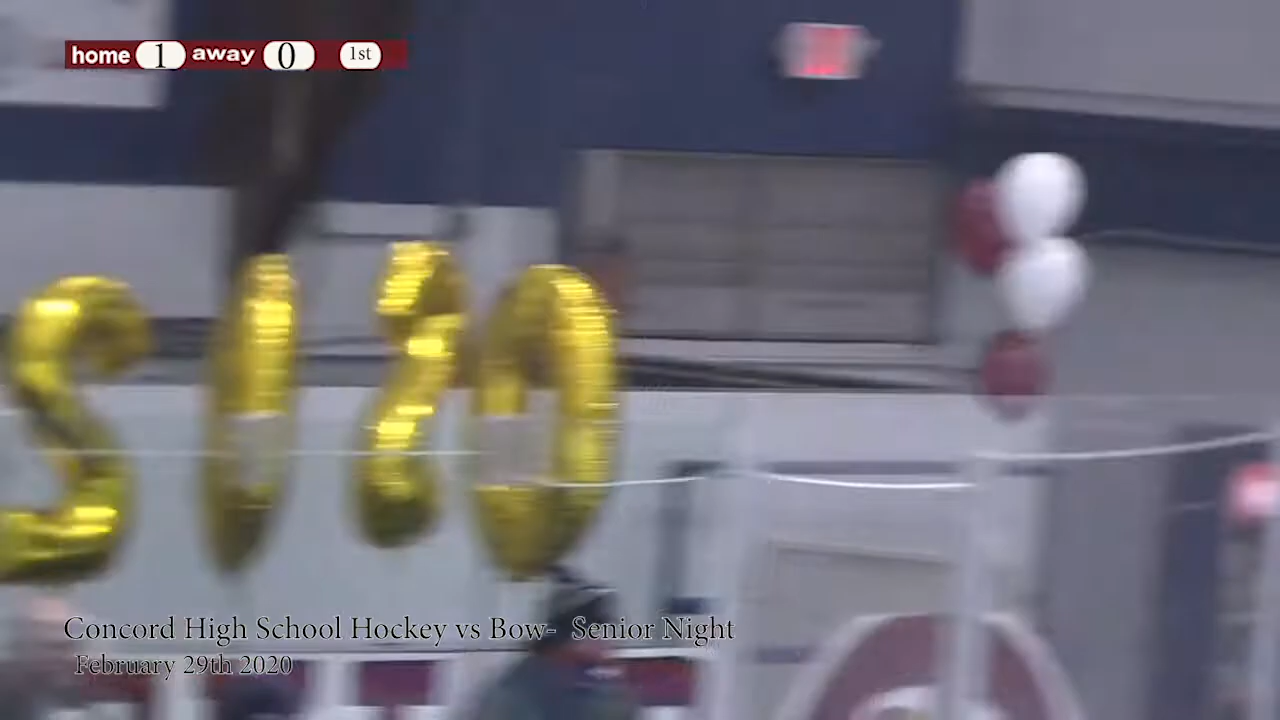 home 1 away 0 1st
Concord High School Hockey vs Bow- Senior Night
February 29th 2020